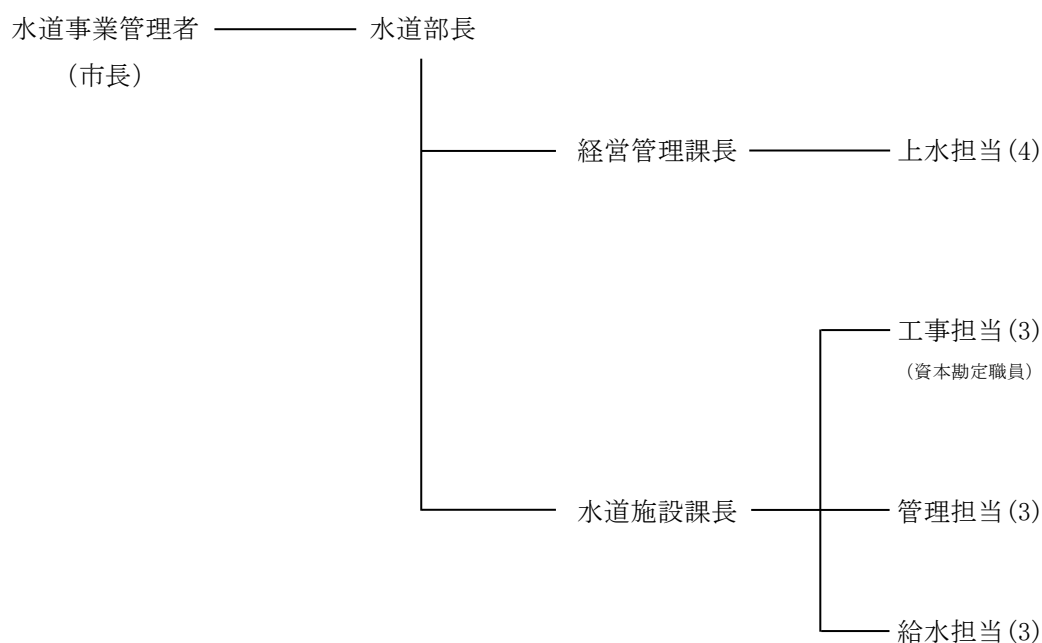 水道事業管理者
水道部長
（市長）
経営管理課長
上水担当(4)
工事担当(3)
（資本勘定職員）
水道施設課長
管理担当(3)
給水担当(3)